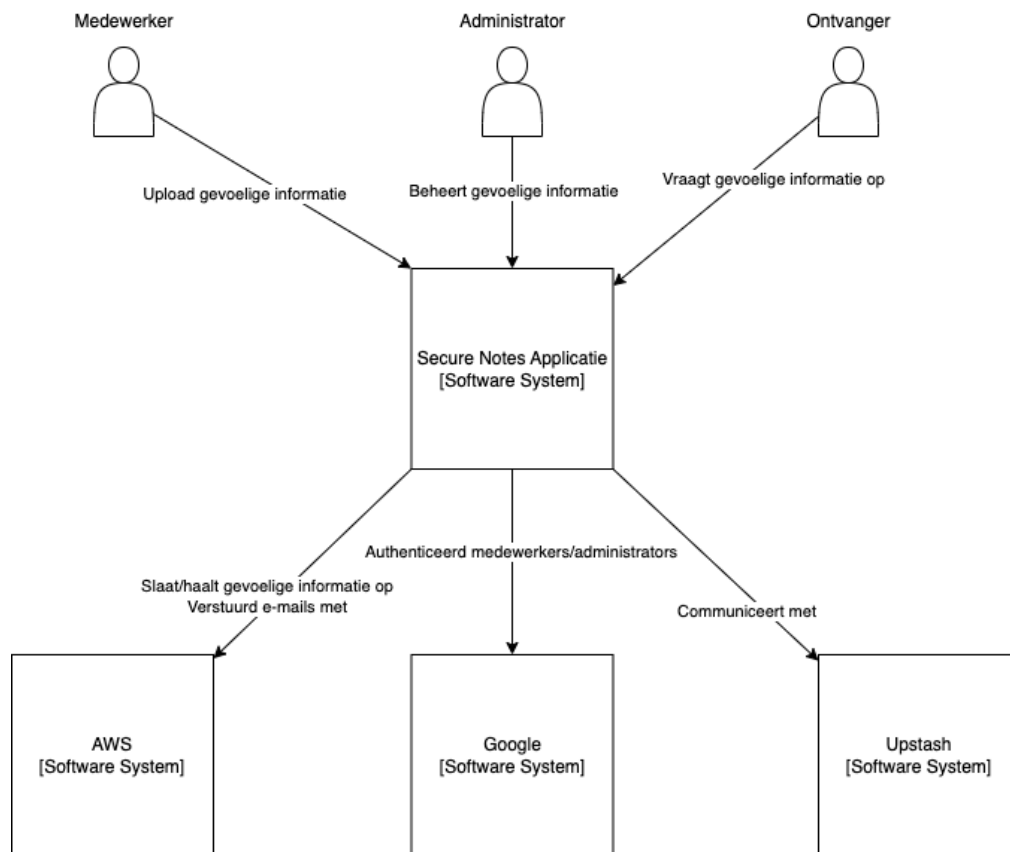 Medewerker
Administrator
Ontvanger
Upload gevoelige informatie
Beheert gevoelige informatie
Vraagt gevoelige informatie op
Secure Notes Applicatie
[Software System]
Authenticeerd medewerkers/administrators
Slaat/haalt gevoelige informatie op
Verstuurd e-mails met
Communiceert met
AWS
[Software System]
Google
[Software System]
Upstash
[Software System]